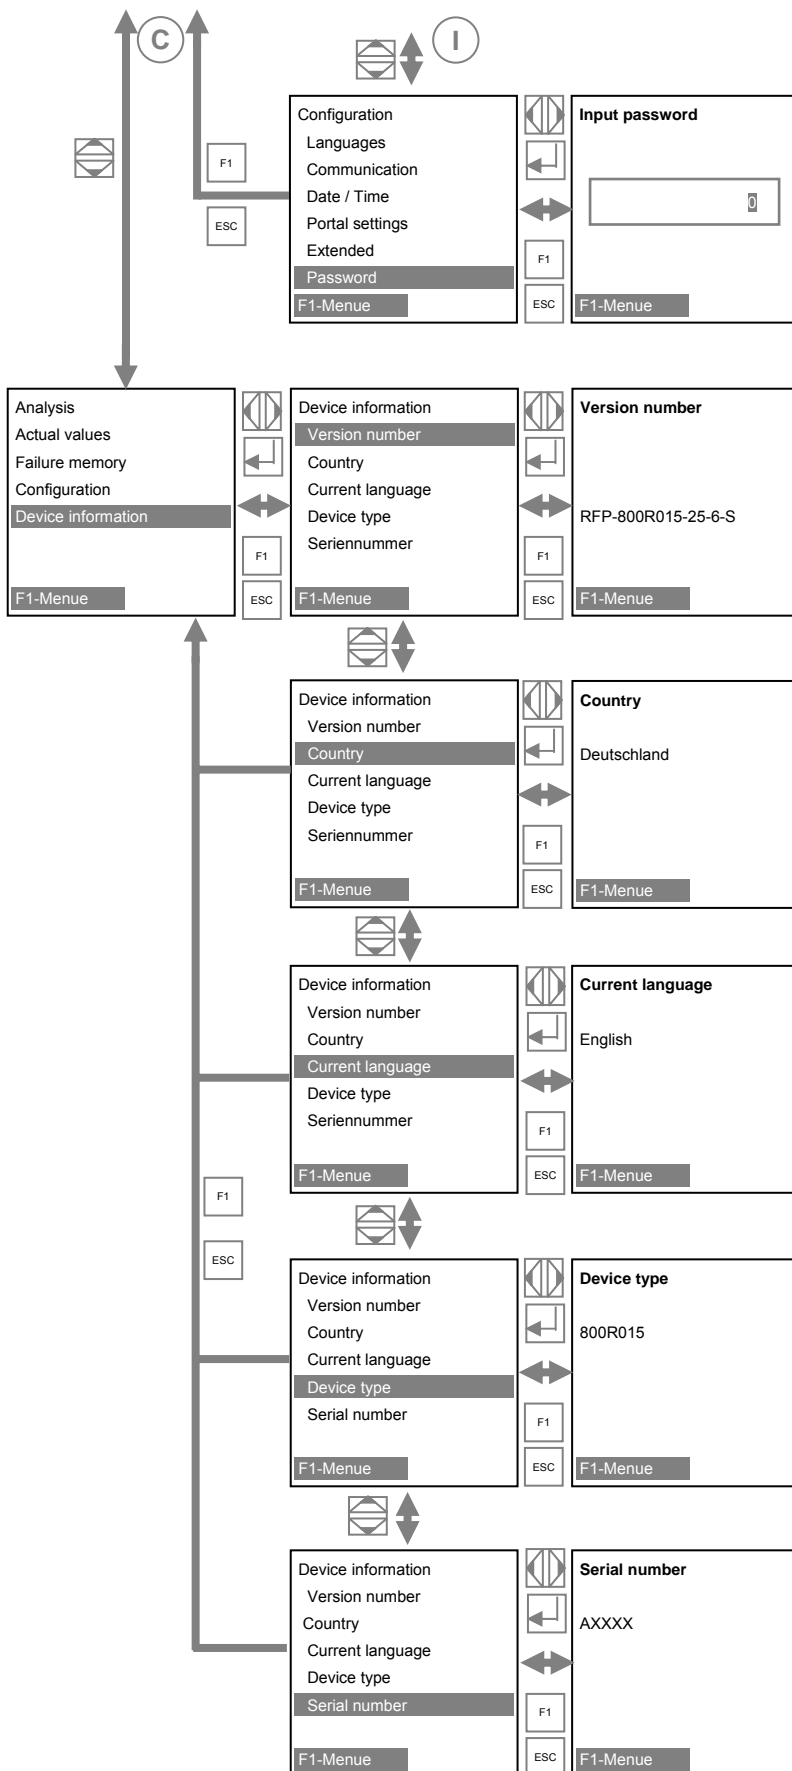 C
I
Configuration
Languages
Communication
Date / Time
Portal settings
Extended
Password
F1-Menue
F1
ESC
F1
ESC
Input password
0
F1-Menue
Analysis
Actual values
Failure memory
Configuration
Device information
F1-Menue
F1
ESC
Device information
Version number
Country
Current language
Device type
Seriennummer
F1-Menue
F1
ESC
Version number
RFP-800R015-25-6-S
F1-Menue
Device information
Version number
Country
Current language
Device type
Seriennummer
F1-Menue
F1
ESC
Country
Deutschland
F1-Menue
Device information
Version number
Country
Current language
Device type
Seriennummer
F1-Menue
F1
ESC
Current language
English
F1-Menue
F1
ESC
Device information
Version number
Country
Current language
Device type
Serial number
F1-Menue
F1
ESC
Device type
800R015
F1-Menue
Device information
Version number
Country
Current language
Device type
Serial number
F1-Menue
F1
ESC
Serial number
AXXXX
F1-Menue